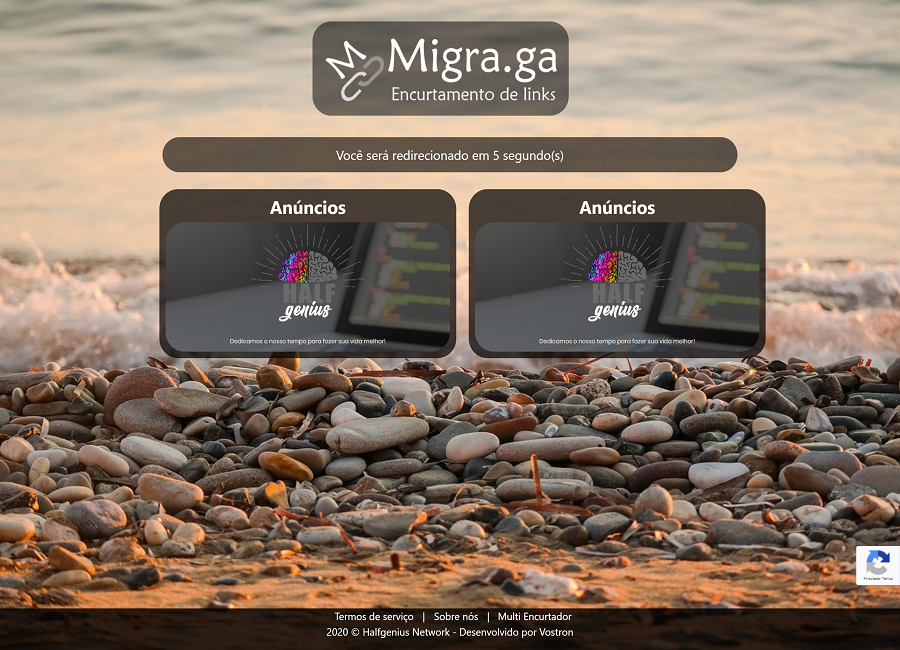 Migra.ga
Encurtamento de links
Você será redirecionado em 5 segundo(s)
Anúncios
HALF
genius
Dedicamos o nosso tempo para fazer sua vida melhor!
Anúncios
HALF
genius
Dedicamos o nosso tempo para fazer sua vida melhor!
Privacidade - Termos
Termos de serviço | Sobre nós | Multi Encurtador
2020 © Halfgenius Network - Desenvolvido por Vostron